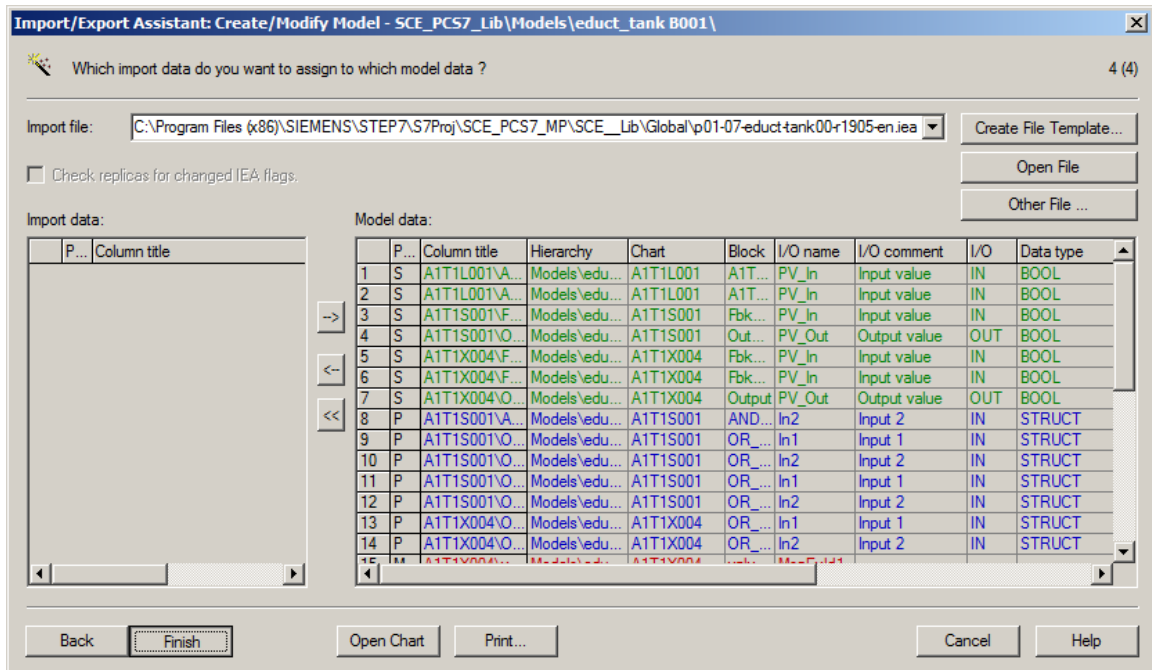 Import/Export Assistant: Create/Modify Model - SCE_PCS7_Lib\Models\educt_tank B001\
Which import data do you want to assign to which model data ? 4 (4)
Import file: C:\Program Files (x86)\SIEMENS\STEP7\S7Proj\SCE_PCS7_MP\SCE__Lib\Global\p01-07-educt-tank00-r1905-en.iea Create File Template...
Check replicas for changed IEA flags. Open File
Other File ...
Import data: Model data:
P... Column title P... Column title Hierarchy Chart Block I/O name I/O comment I/O Data type
1 S A1T1L001\A... Models\edu... A1T1L001 A1T... PV_In Input value IN BOOL
2 S A1T1L001\A... Models\edu... A1T1L001 A1T... PV_In Input value IN BOOL
3 S A1T1S001\F... Models\edu... A1T1S001 Fbk... PV_In Input value IN BOOL
4 S A1T1S001\O... Models\edu... A1T1S001 Out... PV_Out Output value OUT BOOL
5 S A1T1X004\F... Models\edu... A1T1X004 Fbk... PV_In Input value IN BOOL
6 S A1T1X004\F... Models\edu... A1T1X004 Fbk... PV_In Input value IN BOOL
7 S A1T1X004\O... Models\edu... A1T1X004 Output PV_Out Output value OUT BOOL
8 P A1T1S001\A... Models\edu... A1T1S001 AND... In2 Input 2 IN STRUCT
9 P A1T1S001\O... Models\edu... A1T1S001 OR_... In1 Input 1 IN STRUCT
10 P A1T1S001\O... Models\edu... A1T1S001 OR_... In2 Input 2 IN STRUCT
11 P A1T1S001\O... Models\edu... A1T1S001 OR_... In1 Input 1 IN STRUCT
12 P A1T1S001\O... Models\edu... A1T1S001 OR_... In2 Input 2 IN STRUCT
13 P A1T1X004\O... Models\edu... A1T1X004 OR_... In1 Input 1 IN STRUCT
14 P A1T1X004\O... Models\edu... A1T1X004 OR_... In2 Input 2 IN STRUCT
--> 
<-- 
<<
Back Finish Open Chart Print... Cancel Help